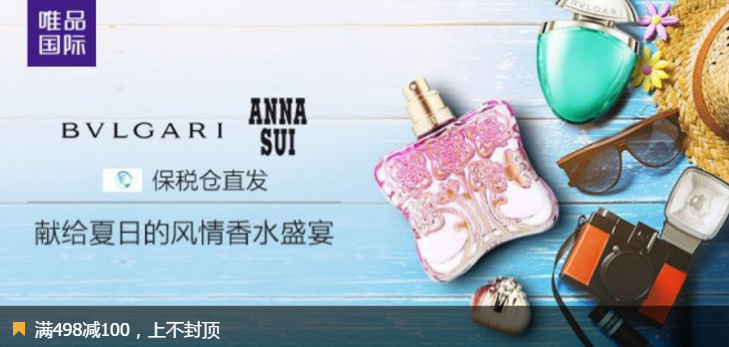 唯品
国际
BVLGARI
ANNA
SUI
保税仓直发
献给夏日的风情香水盛宴
满498减100，上不封顶